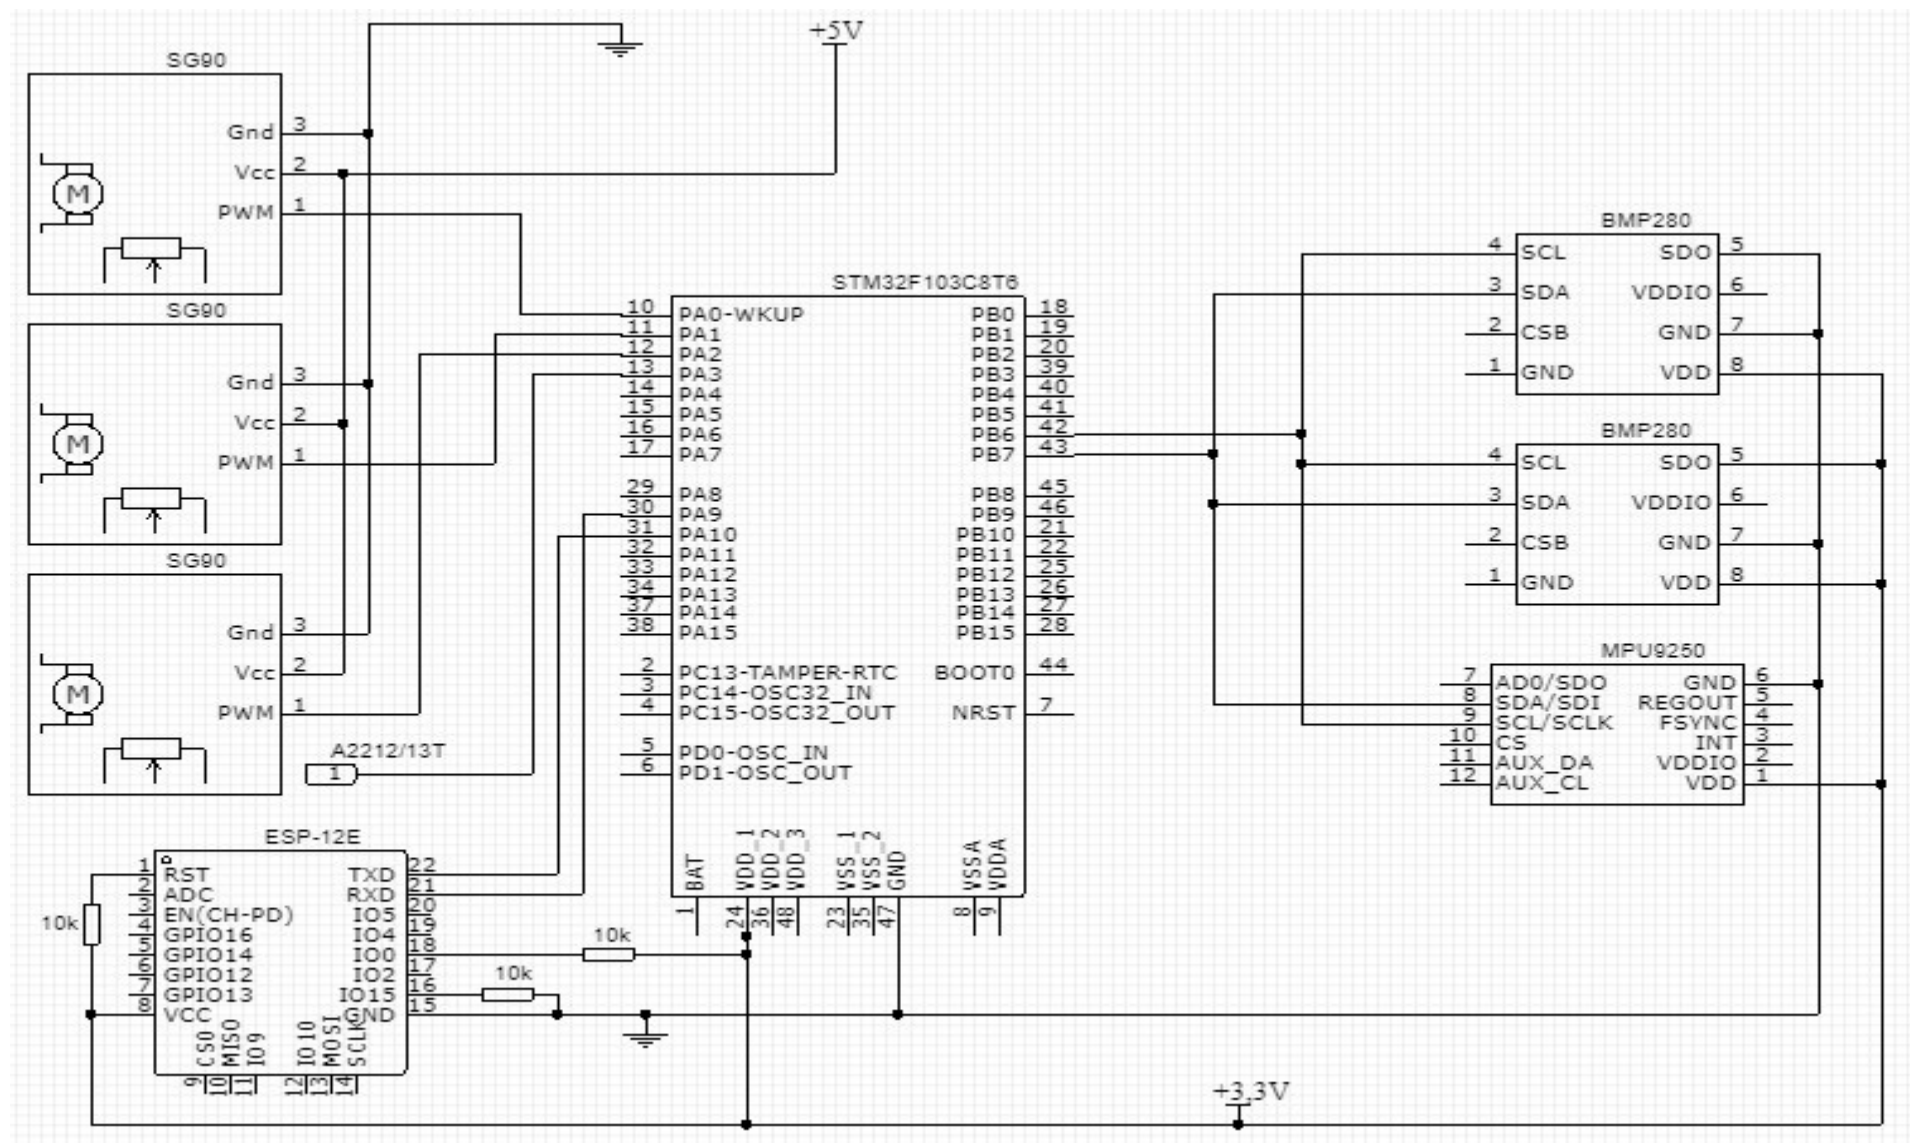 +5V
SG90
Gnd 3
Vcc 2
PWM 1
M
SG90
Gnd 3
Vcc 2
PWM 1
M
SG90
Gnd 3
Vcc 2
PWM 1
M
A2212/13T
1
STM32F103C8T6
10 PA0-WKUP PB0 18
11 PA1 PB1 19
12 PA2 PB2 20
13 PA3 PB3 39
14 PA4 PB4 40
15 PA5 PB5 41
16 PA6 PB6 42
17 PA7 PB7 43
29 PA8 PB8 45
30 PA9 PB9 46
31 PA10 PB10 21
32 PA11 PB11 22
33 PA12 PB12 25
34 PA13 PB13 26
37 PA14 PB14 27
38 PA15 PB15 28
2 PC13-TAMPER-RTC BOOT0 44
3 PC14-OSC32_IN
4 PC15-OSC32_OUT NRST 7
5 PD0-OSC_IN
6 PD1-OSC_OUT
BAT VDD_1 VDD_2 VDD_3 VSS_1 VSS_2 GND VSSA VDDA
1 24 36 48 23 35 47 8 9
BMP280
4 SCL SDO 5
3 SDA VDDIO 6
2 CSB GND 7
1 GND VDD 8
BMP280
4 SCL SDO 5
3 SDA VDDIO 6
2 CSB GND 7
1 GND VDD 8
MPU9250
7 AD0/SDO GND 6
8 SDA/SDI REGOUT 5
9 SCL/SCLK FSYNC 4
10 CS INT 3
11 AUX_DA VDDIO 2
12 AUX_CL VDD 1
ESP-12E
1 RST TXD 22
2 ADC RXD 21
3 EN(CH-PD) IO5 20
4 GPIO16 IO4 19
5 GPIO14 IO0 18
6 GPIO12 IO2 17
7 GPIO13 IO15 16
8 VCC GND 15
CS0 MISO IO9 IO10 MOSI SCLK
9 10 11 12 13 14
10k
10k
10k
+3,3V